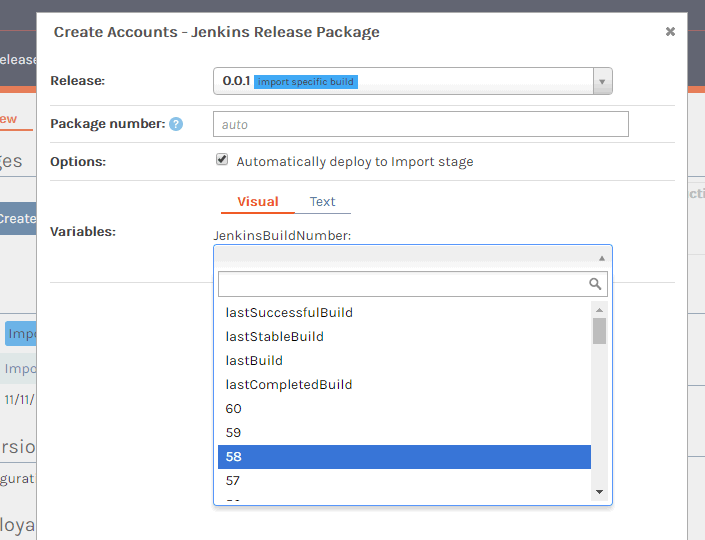 Create Accounts - Jenkins Release Package
elease
Release: 0.0.1 Import specific build
ew
Package number: ? auto
ges
Options: Automatically deploy to Import stage
Create
Visual Text
Variables:
JenkinsBuildNumber:
lastSuccessfulBuild
Impo
lastStableBuild
lastBuild
Impo
lastCompletedBuild
11/11/
60
59
rsio
58
gurat
57
loya